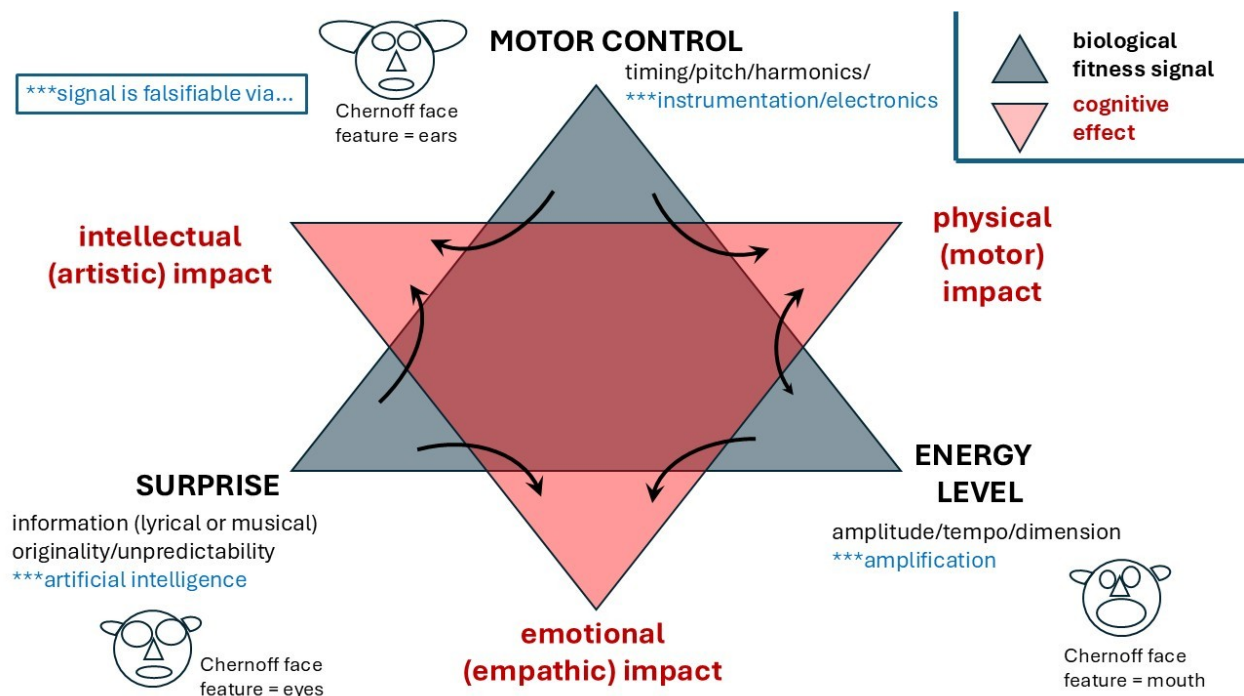 MOTOR CONTROL
timing/pitch/harmonics/
***instrumentation/electronics
***signal is falsifiable via...
Chernoff face
feature = ears
biological
fitness signal
cognitive
effect
intellectual
(artistic) impact
physical
(motor)
impact
SURPRISE
information (lyrical or musical)
originality/unpredictability
***artificial intelligence
Chernoff face
feature = eyes
ENERGY
LEVEL
amplitude/tempo/dimension
***amplification
Chernoff face
feature = mouth
emotional
(empathic) impact